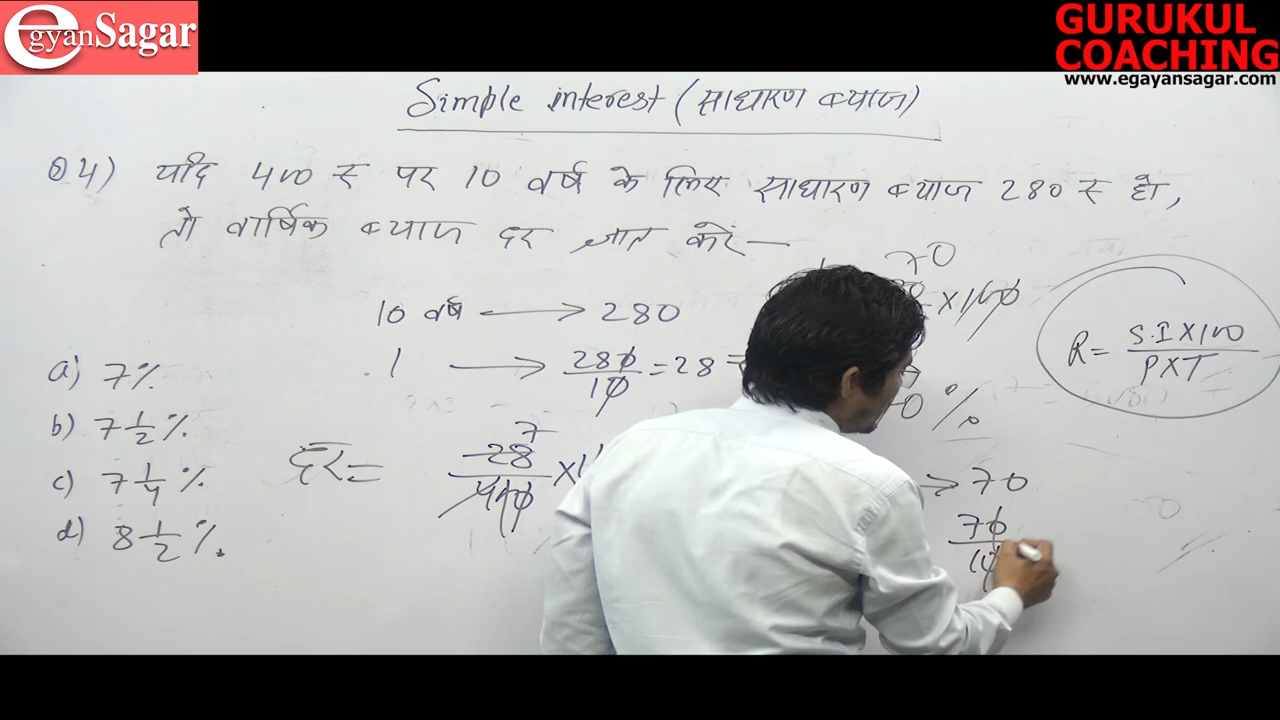 egyanSagar
GURUKUL
COACHING
www.egayansagar.com
Simple interest (साधारण ब्याज)
Q4) यदि 400 रु पर 10 वर्ष के लिए साधारण ब्याज 280 रु हो,
तो वार्षिक ब्याज दर ज्ञात करें —
10 वर्ष → 280
1 → 280/10 = 28 =
दर =
7
28/400 ×
a) 7%
b) 7 1/2 %
c) 7 1/4 %
d) 8 1/2 %.
70
×100
0%
→ 70
70/10
R = S.I × 100 / P × T